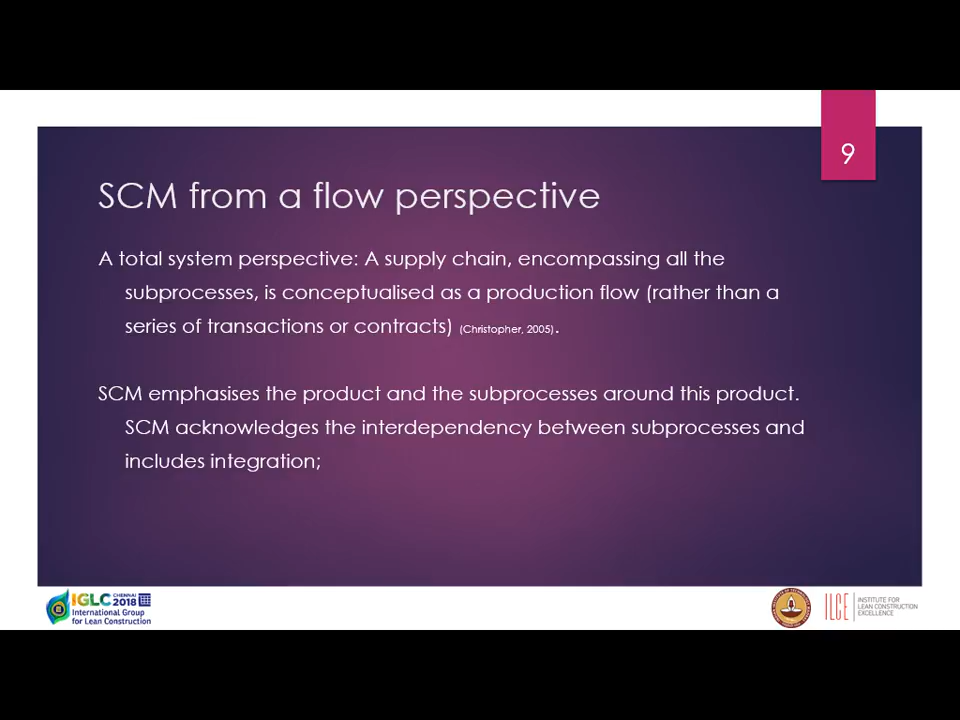 9
SCM from a flow perspective
A total system perspective: A supply chain, encompassing all the
subprocesses, is conceptualised as a production flow (rather than a
series of transactions or contracts) (Christopher, 2005).
SCM emphasises the product and the subprocesses around this product.
SCM acknowledges the interdependency between subprocesses and
includes integration;
IGLC CHENNAI 2018
International Group
for Lean Construction
ILCE
INSTITUTE FOR
LEAN CONSTRUCTION
EXCELLENCE